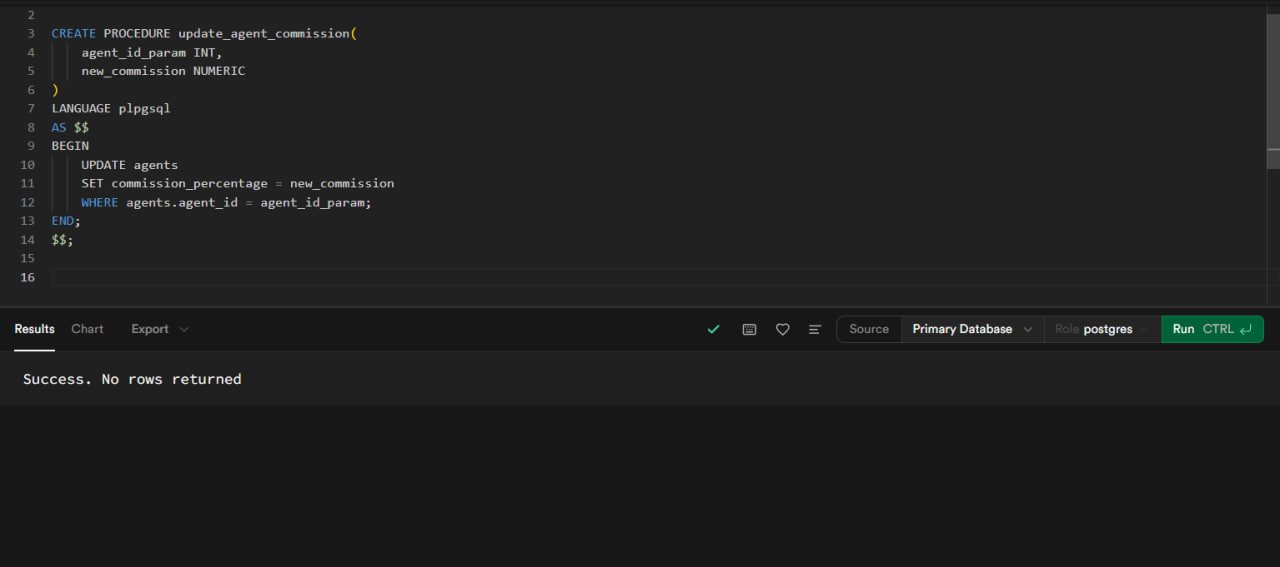 2
3 CREATE PROCEDURE update_agent_commission(
4 agent_id_param INT,
5 new_commission NUMERIC
6 )
7 LANGUAGE plpgsql
8 AS $$
9 BEGIN
10 UPDATE agents
11 SET commission_percentage = new_commission
12 WHERE agents.agent_id = agent_id_param;
13 END;
14 $$;
15
16
Results Chart Export Source Primary Database Role postgres Run CTRL ↵
Success. No rows returned